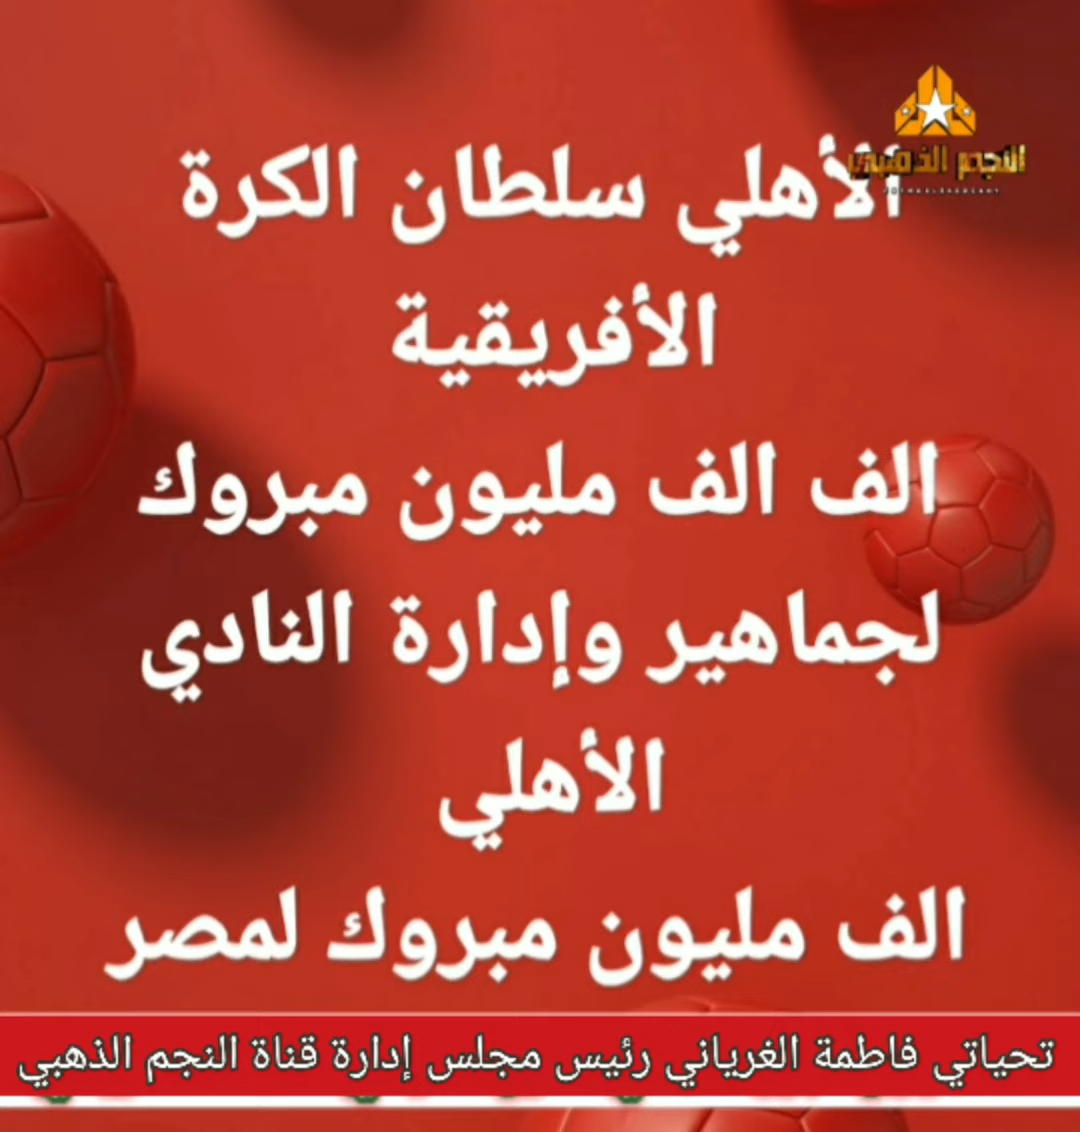 النجم الذهبي
الأهلي سلطان الكرة
الأفريقية
الف الف مليون مبروك
لجماهير وإدارة النادي
الأهلي
الف مليون مبروك لمصر
تحياتي فاطمة الغرياني رئيس مجلس إدارة قناة النجم الذهبي